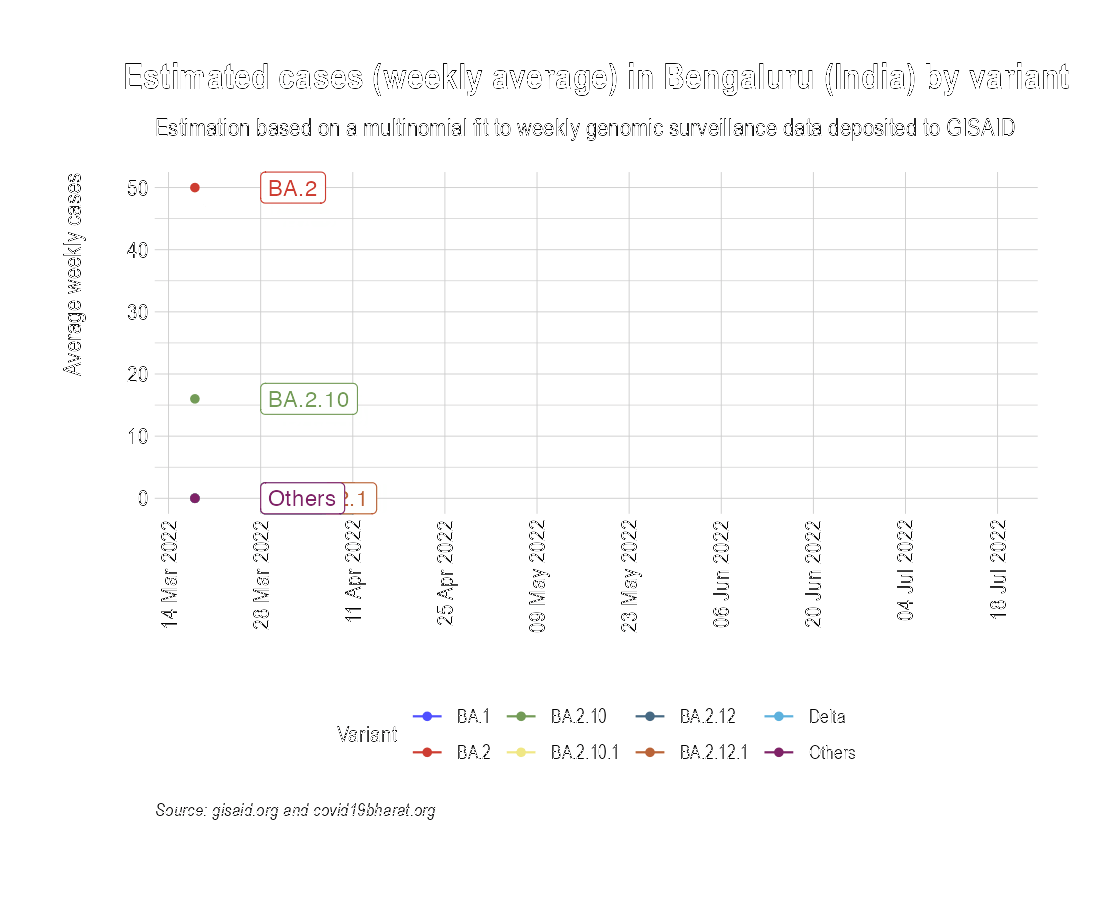 Estimated cases (weekly average) in Bengaluru (India) by variant
Estimation based on a multinomial fit to weekly genomic surveillance data deposited to GISAID
Average weekly cases
50
40
30
20
10
0
BA.2
BA.2.10
Others
2.1
14 Mar 2022
28 Mar 2022
11 Apr 2022
25 Apr 2022
09 May 2022
23 May 2022
06 Jun 2022
20 Jun 2022
04 Jul 2022
18 Jul 2022
Variant
BA.1
BA.2.10
BA.2.12
Delta
BA.2
BA.2.10.1
BA.2.12.1
Others
Source: gisaid.org and covid19bharat.org